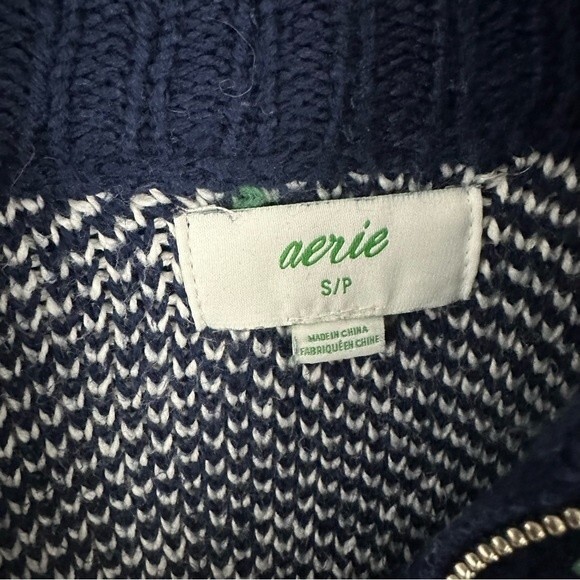 aerie
S/P
MADE IN CHINA
FABRIQUÉ EN CHINE